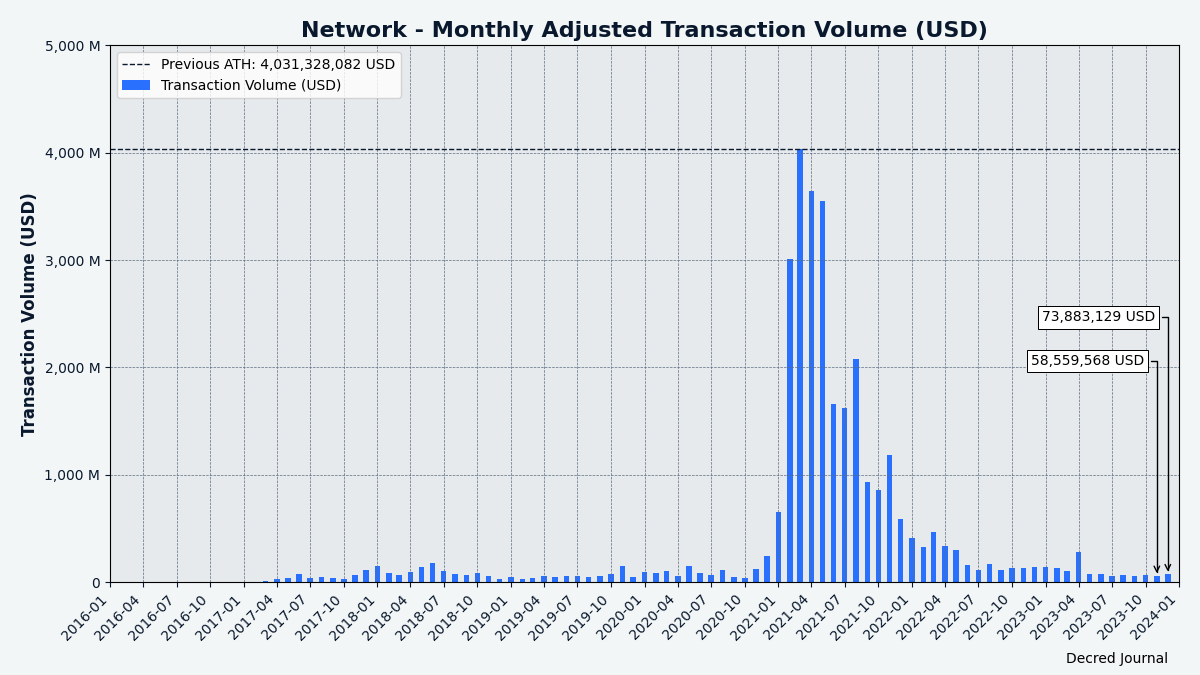 Network - Monthly Adjusted Transaction Volume (USD)
5,000 M
4,000 M
3,000 M
2,000 M
1,000 M
0
Transaction Volume (USD)
Previous ATH: 4,031,328,082 USD
Transaction Volume (USD)
73,883,129 USD
58,559,568 USD
2016-01
2016-04
2016-07
2016-10
2017-01
2017-04
2017-07
2017-10
2018-01
2018-04
2018-07
2018-10
2019-01
2019-04
2019-07
2019-10
2020-01
2020-04
2020-07
2020-10
2021-01
2021-04
2021-07
2021-10
2022-01
2022-04
2022-07
2022-10
2023-01
2023-04
2023-07
2023-10
2024-01
Decred Journal